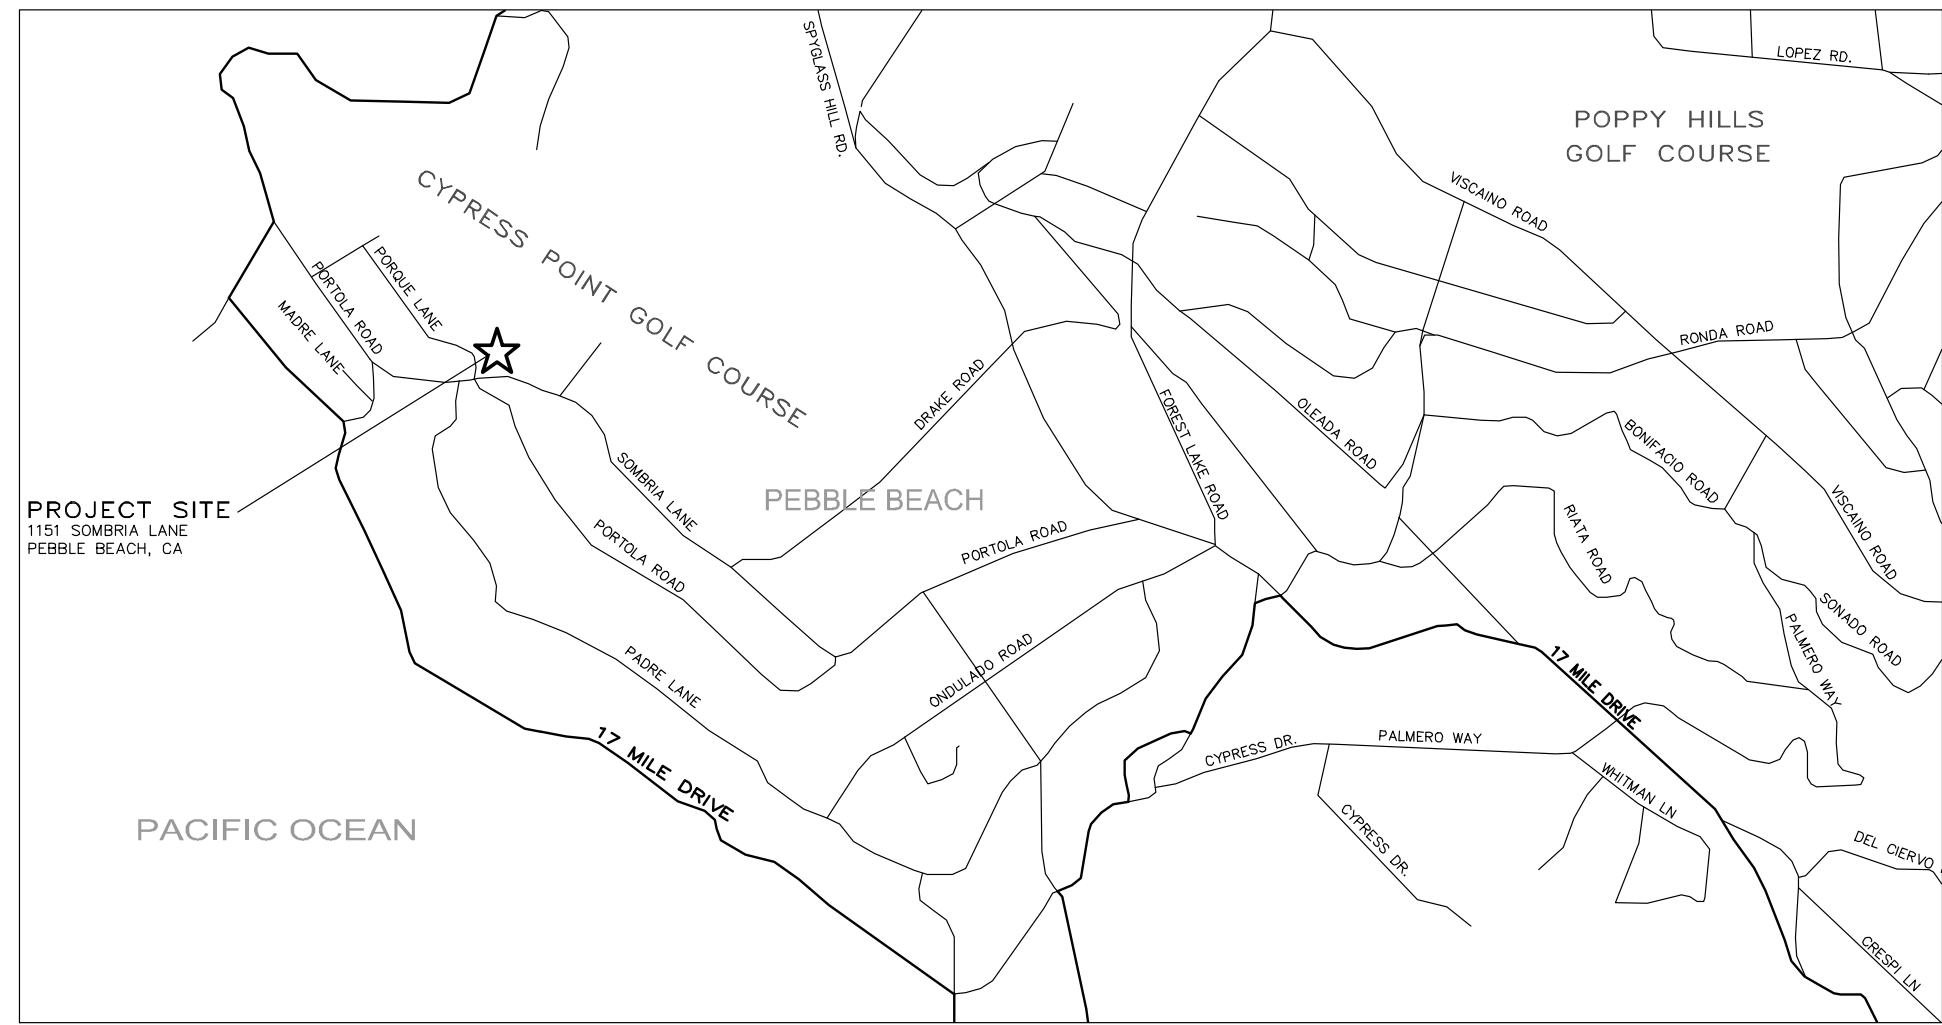 SPYGLASS HILL RD.
LOPEZ RD.
POPPY HILLS
GOLF COURSE
CYPRESS POINT GOLF COURSE
VISCAINO ROAD
PORQUE LANE
PORTOLA ROAD
MADRE LANE
RONDA ROAD
DRAKE ROAD
FOREST LAKE ROAD
OLEADA ROAD
BONIFACIO ROAD
SOMBRIA LANE
PEBBLE BEACH
PROJECT SITE
1151 SOMBRIA LANE
PEBBLE BEACH, CA
PORTOLA ROAD
PORTOLA ROAD
RIATA ROAD
VISCAINO ROAD
SONADO ROAD
PALMERO WAY
PADRE LANE
ONDULADO ROAD
17 MILE DRIVE
17 MILE DRIVE
CYPRESS DR.
PALMERO WAY
WHITMAN LN
CYPRESS DR.
PACIFIC OCEAN
DEL CIERVO
CRESPI LN